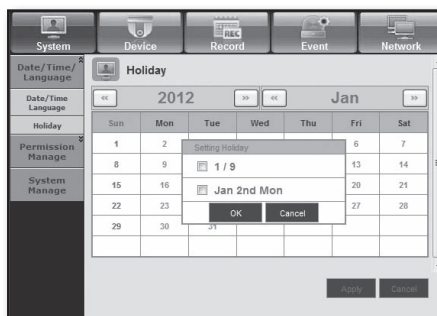 REC
System Device Record Event Network
Date/Time/
Language
Holiday
Date/Time
Language
<< 2012 >> << Jan >>
Holiday
Sun Mon Tue Wed Thu Fri Sat
Permission
Manage
1 2 6 7
Setting Holiday
8 9 13 14
1 / 9
System
Manage
15 16 20 21
Jan 2nd Mon
22 23 27 28
OK Cancel
29 30 31
Apply Cancel